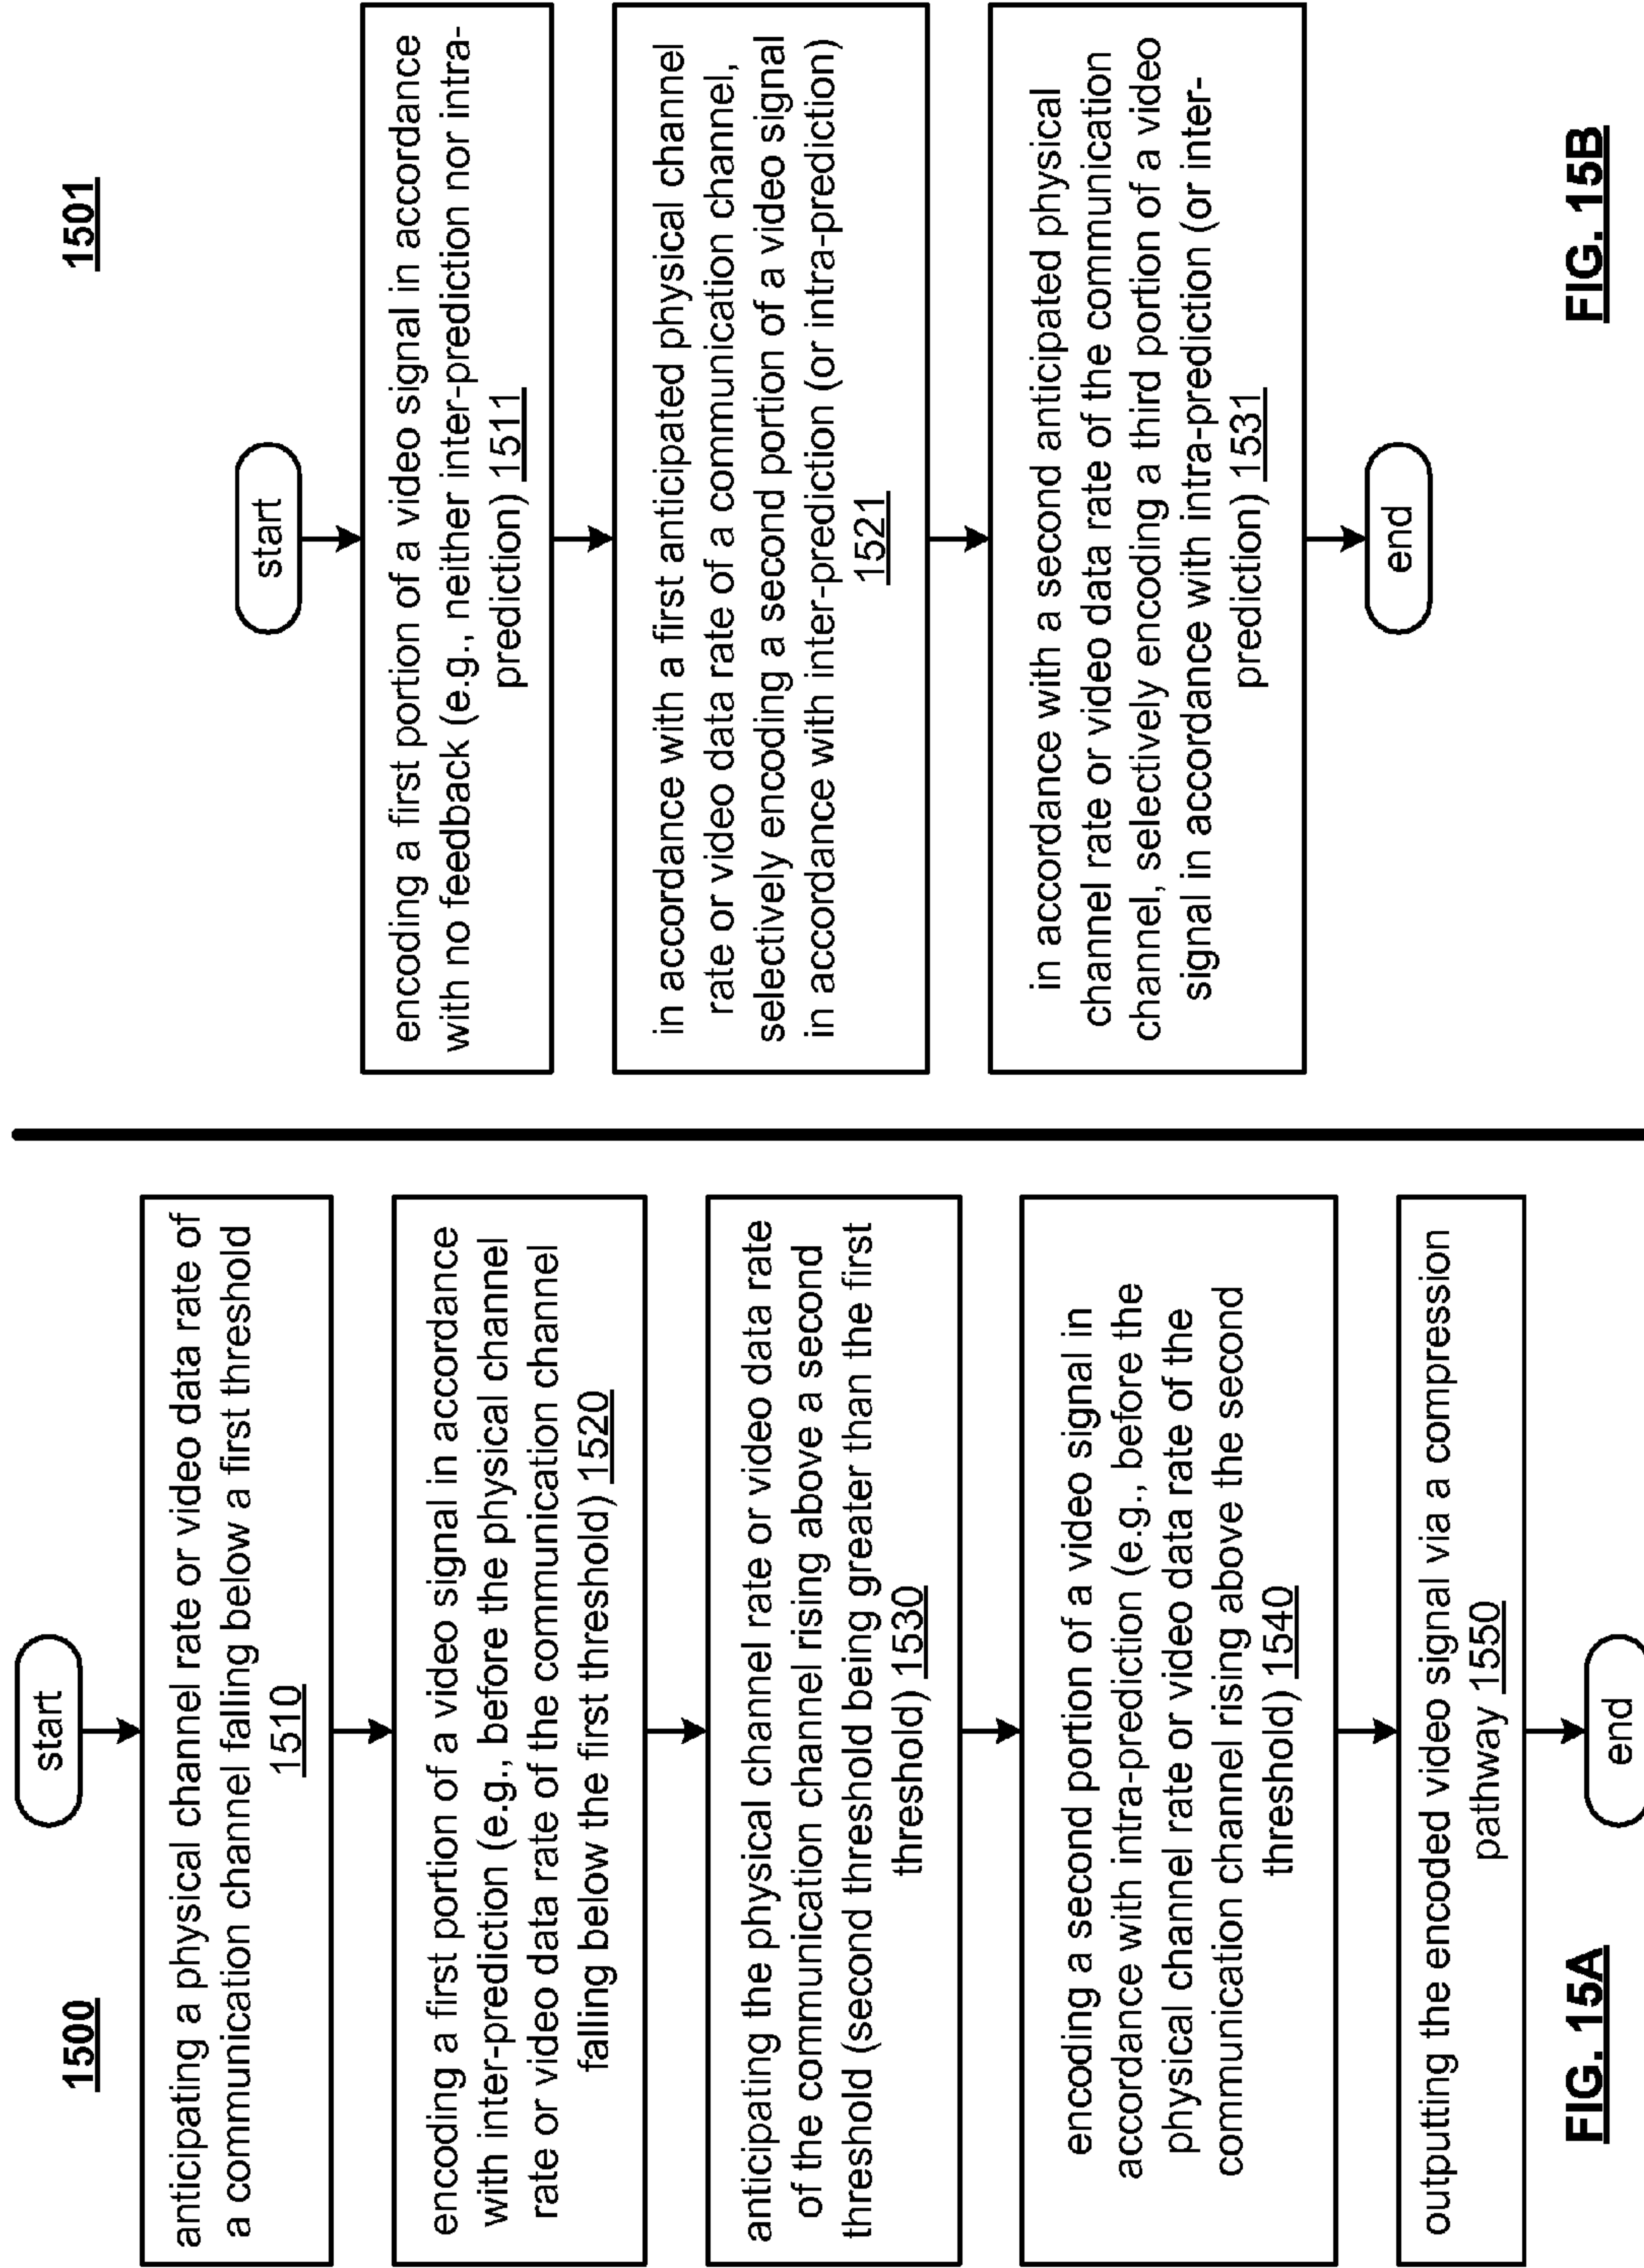 1500
start
anticipating a physical channel rate or video data rate of
a communication channel falling below a first threshold
1510
encoding a first portion of a video signal in accordance
with inter-prediction (e.g., before the physical channel
rate or video data rate of the communication channel
falling below the first threshold) 1520
anticipating the physical channel rate or video data rate
of the communication channel rising above a second
threshold (second threshold being greater than the first
threshold) 1530
encoding a second portion of a video signal in
accordance with intra-prediction (e.g., before the
physical channel rate or video data rate of the
communication channel rising above the second
threshold) 1540
outputting the encoded video signal via a compression
pathway 1550
end
FIG. 15A
1501
start
encoding a first portion of a video signal in accordance
with no feedback (e.g., neither inter-prediction nor intra-
prediction) 1511
in accordance with a first anticipated physical channel
rate or video data rate of a communication channel,
selectively encoding a second portion of a video signal
in accordance with inter-prediction (or intra-prediction)
1521
in accordance with a second anticipated physical
channel rate or video data rate of the communication
channel, selectively encoding a third portion of a video
signal in accordance with intra-prediction (or inter-
prediction) 1531
end
FIG. 15B